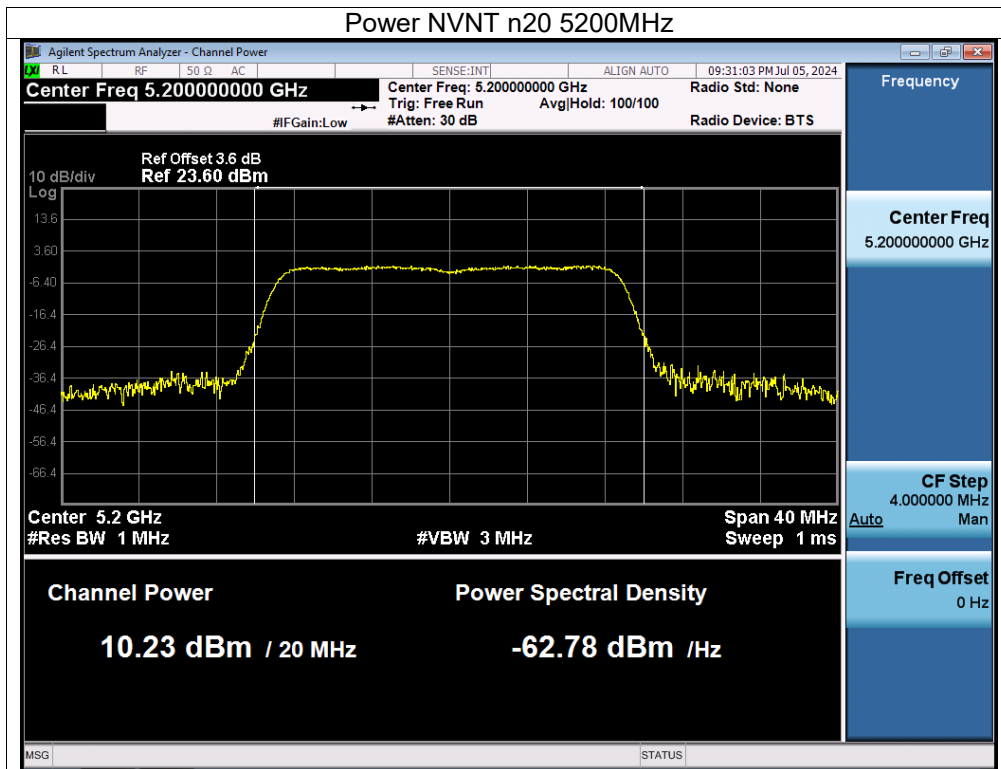 Power NVNT n20 5200MHz
Agilent Spectrum Analyzer - Channel Power
LXI RL RF 50 Ω AC SENSE:INT ALIGN AUTO 09:31:03 PM Jul 05, 2024
Center Freq 5.200000000 GHz
Center Freq: 5.200000000 GHz
Radio Std: None
Trig: Free Run
Avg|Hold: 100/100
#IFGain:Low
#Atten: 30 dB
Radio Device: BTS
Ref Offset 3.6 dB
10 dB/div
Ref 23.60 dBm
Log
13.6
3.60
-6.40
-16.4
-26.4
-36.4
-46.4
-56.4
-66.4
Center 5.2 GHz
Span 40 MHz
#Res BW 1 MHz
#VBW 3 MHz
Sweep 1 ms
Channel Power
Power Spectral Density
10.23 dBm / 20 MHz
-62.78 dBm /Hz
MSG
STATUS
Frequency
Center Freq
5.200000000 GHz
CF Step
4.000000 MHz
Auto Man
Freq Offset
0 Hz